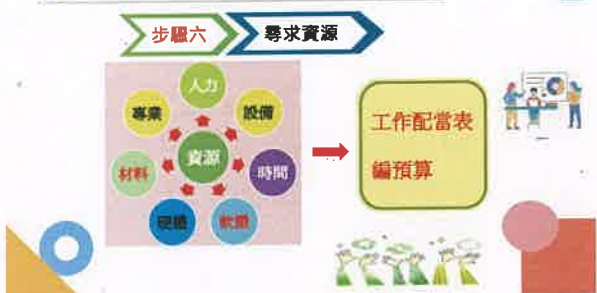 步驟六
尋求資源
人力
專業
設備
資源
材料
時間
硬體
軟體
工作配當表
編預算